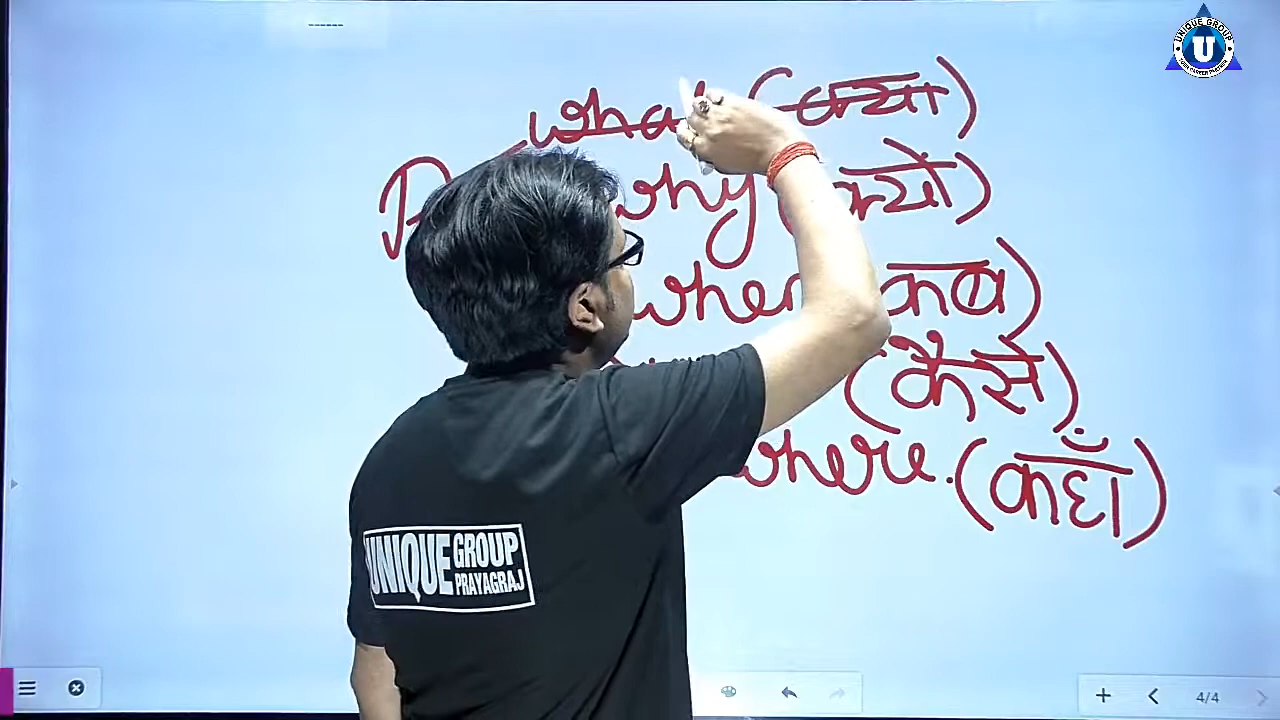 what (क्या)
why (क्यों)
when (कब)
(कैसे)
where. (कहाँ)
UNIQUE GROUP
PRAYAGRAJ
UNIQUE GROUP
U
4/4